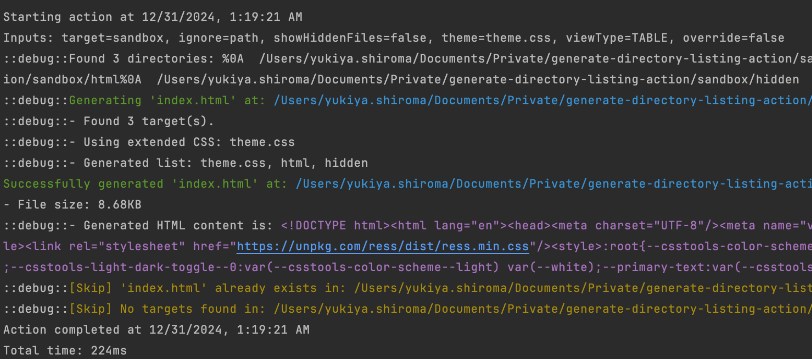 Starting action at 12/31/2024, 1:19:21 AM
Inputs: target=sandbox, ignore=path, showHiddenFiles=false, theme=theme.css, viewType=TABLE, override=false
::debug::Found 3 directories: %0A  /Users/yukiya.shiroma/Documents/Private/generate-directory-listing-action/sa
ion/sandbox/html%0A  /Users/yukiya.shiroma/Documents/Private/generate-directory-listing-action/sandbox/hidden
::debug::Generating 'index.html' at: /Users/yukiya.shiroma/Documents/Private/generate-directory-listing-action/
::debug::- Found 3 target(s).
::debug::- Using extended CSS: theme.css
::debug::- Generated list: theme.css, html, hidden
Successfully generated 'index.html' at: /Users/yukiya.shiroma/Documents/Private/generate-directory-listing-acti
- File size: 8.68KB
::debug::- Generated HTML content is: <!DOCTYPE html><html lang="en"><head><meta charset="UTF-8"/><meta name="v
le><link rel="stylesheet" href="https://unpkg.com/ress/dist/ress.min.css"/><style>:root{--csstools-color-scheme
;--csstools-light-dark-toggle--0:var(--csstools-color-scheme--light) var(--white);--primary-text:var(--csstools
::debug::[Skip] 'index.html' already exists in: /Users/yukiya.shiroma/Documents/Private/generate-directory-list
::debug::[Skip] No targets found in: /Users/yukiya.shiroma/Documents/Private/generate-directory-listing-action/
Action completed at 12/31/2024, 1:19:21 AM
Total time: 224ms